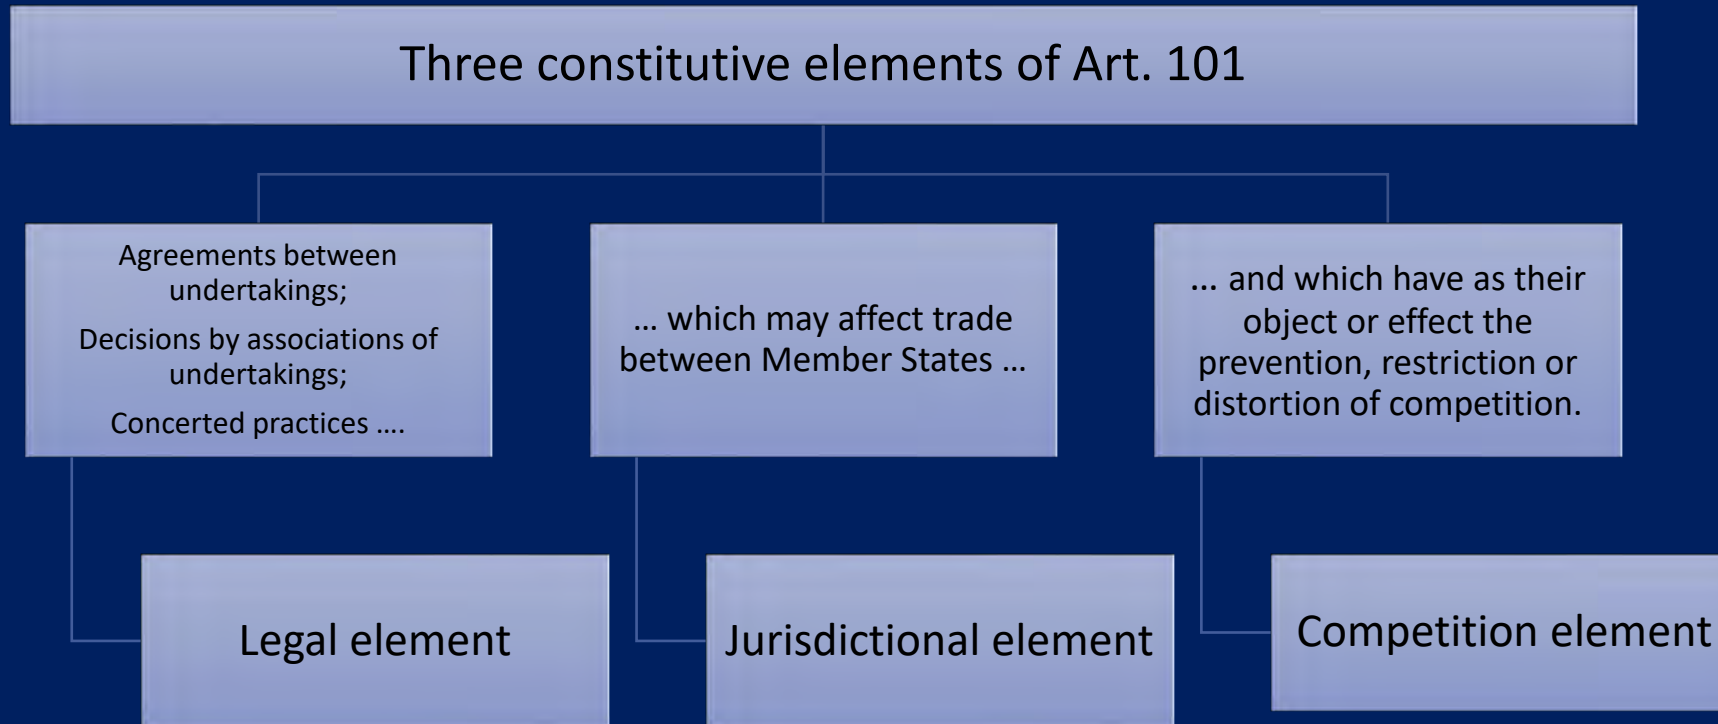 Three constitutive elements of Art. 101
Agreements between
undertakings;
Decisions by associations of
undertakings;
Concerted practices ....
... which may affect trade
between Member States ...
... and which have as their
object or effect the
prevention, restriction or
distortion of competition.
Legal element
Jurisdictional element
Competition element